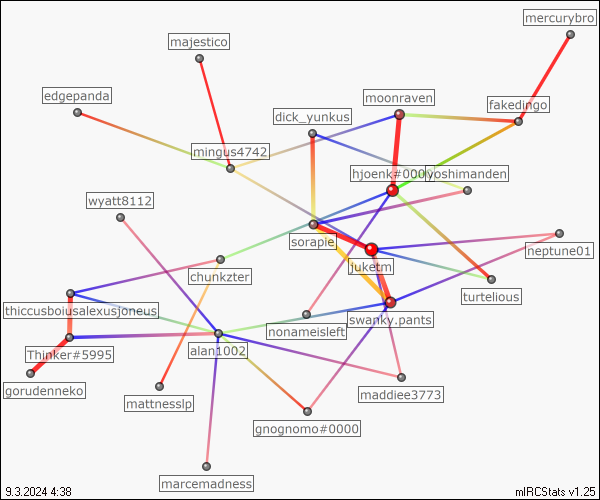 mercurybro
majestico
edgepanda
moonraven
fakedingo
dick_yunkus
mingus4742
hjoenk#0000
yoshimanden
wyatt8112
sorapie
neptune01
juketm
chunkzter
turtelious
thiccusboiusalexusjoneus
swanky.pants
nonameisleft
Thinker#5995
alan1002
gorudenneko
maddiee3773
mattnesslp
gnognomo#0000
marcemadness
9.3.2024 4:38
mIRCStats v1.25